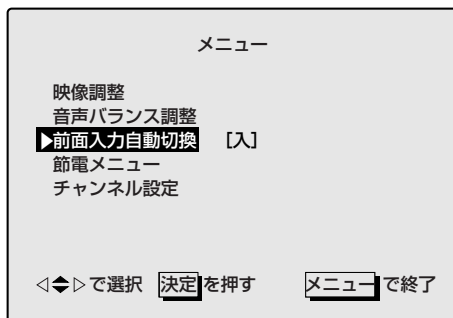 メニュー
映像調整
音声バランス調整
▶前面入力自動切換 [入]
節電メニュー
チャンネル設定
◁◆▷で選択 決定を押す メニューで終了